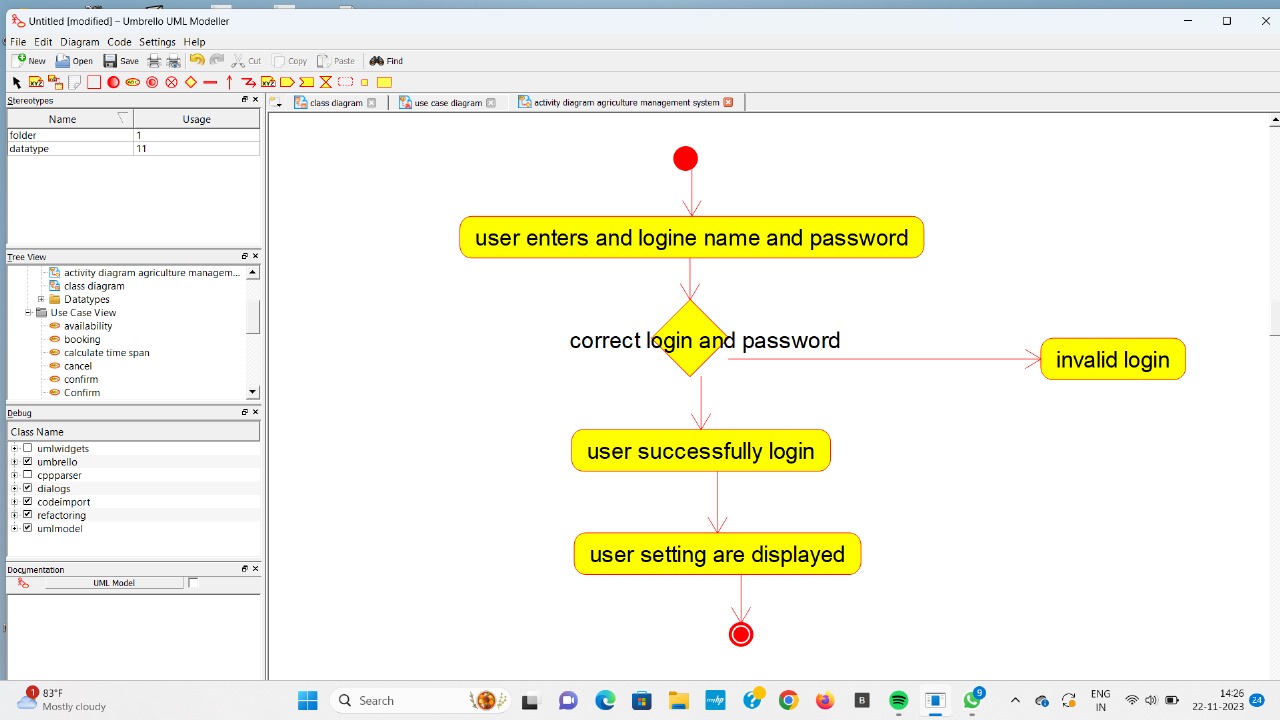 Untitled [modified] – Umbrello UML Modeller
File Edit Diagram Code Settings Help
New Open Save Cut Copy Paste Find
Stereotypes
Name Usage
folder 1
datatype 11
Tree View
activity diagram agriculture managem...
class diagram
Datatypes
Use Case View
availability
booking
calculate time span
cancel
confirm
Confirm
Debug
Class Name
umlwidgets
umbrello
cppparser
dialogs
codeimport
refactoring
umlmodel
Documentation
UML Model
class diagram use case diagram activity diagram agriculture management system
user enters and logine name and password
correct login and password
invalid login
user successfully login
user setting are displayed
1
83°F
Mostly cloudy
Search
myhp
B
9
ENG
IN
14:26
22-11-2023
24